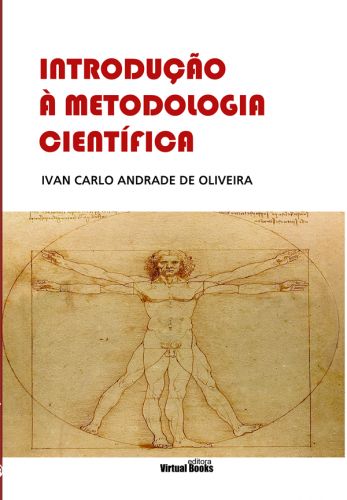 INTRODUÇÃO
À METODOLOGIA
CIENTÍFICA
IVAN CARLO ANDRADE DE OLIVEIRA
editora
Virtual Books